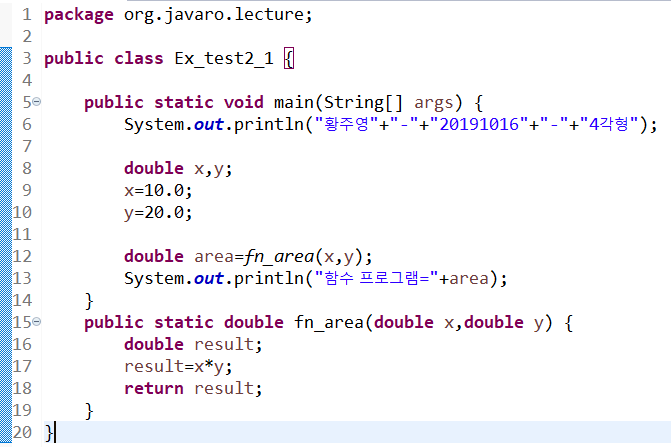 1 package org.javaro.lecture;
2
3 public class Ex_test2_1 {
4
5 public static void main(String[] args) {
6 System.out.println("황주영"+"-"+"20191016"+"-"+"4각형");
7
8 double x,y;
9 x=10.0;
10 y=20.0;
11
12 double area=fn_area(x,y);
13 System.out.println("함수 프로그램="+area);
14 }
15 public static double fn_area(double x,double y) {
16 double result;
17 result=x*y;
18 return result;
19 }
20 }